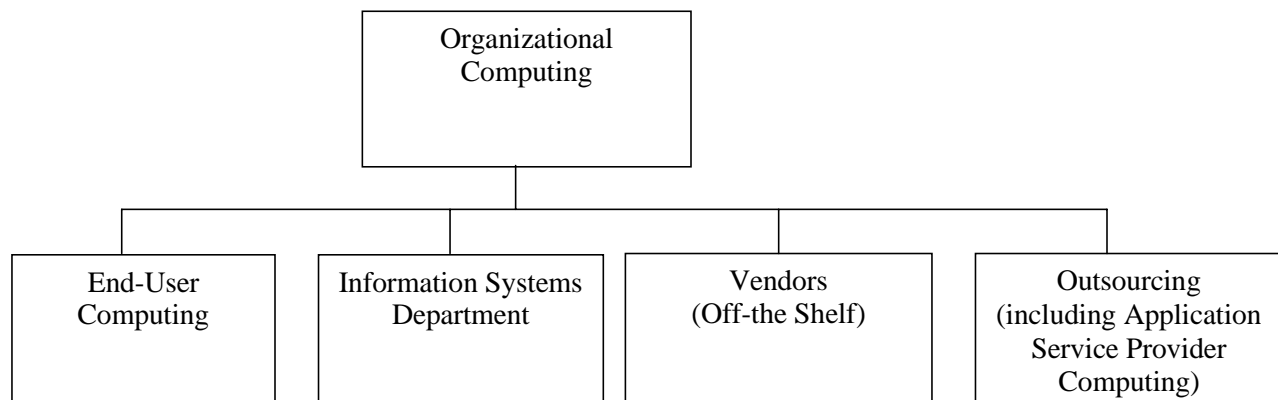 Organizational
Computing
End-User
Computing
Information Systems
Department
Vendors
(Off-the Shelf)
Outsourcing
(including Application
Service Provider
Computing)